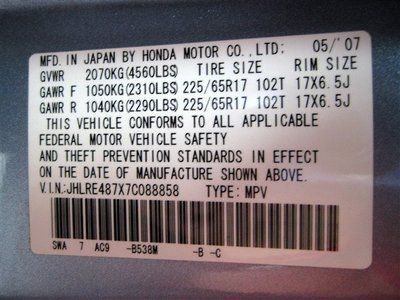 MFD. IN JAPAN BY HONDA MOTOR CO., LTD: 05/'07
GVWR 2070KG(4560LBS) TIRE SIZE RIM SIZE
GAWR F 1050KG(2310LBS) 225/65R17 102T 17X6.5J
GAWR R 1040KG(2290LBS) 225/65R17 102T 17X6.5J
THIS VEHICLE CONFORMS TO ALL APPLICABLE
FEDERAL MOTOR VEHICLE SAFETY
AND THEFT PREVENTION STANDARDS IN EFFECT
ON THE DATE OF MANUFACTURE SHOWN ABOVE.
V.I.N:JHLRE487X7C088858 TYPE: MPV
SWA 7 AC9 -B538M -B -C